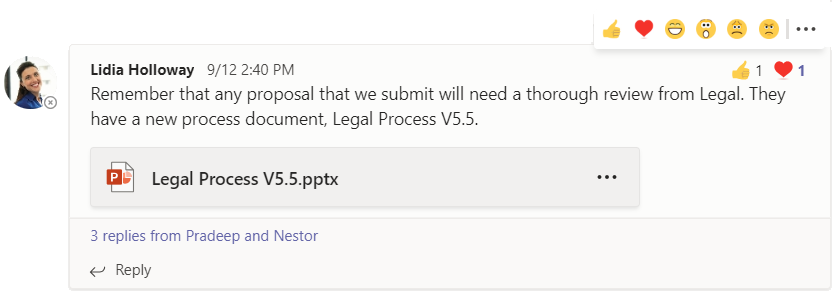 Lidia Holloway 9/12 2:40 PM 1 1
Remember that any proposal that we submit will need a thorough review from Legal. They
have a new process document, Legal Process V5.5.
Legal Process V5.5.pptx
3 replies from Pradeep and Nestor
Reply